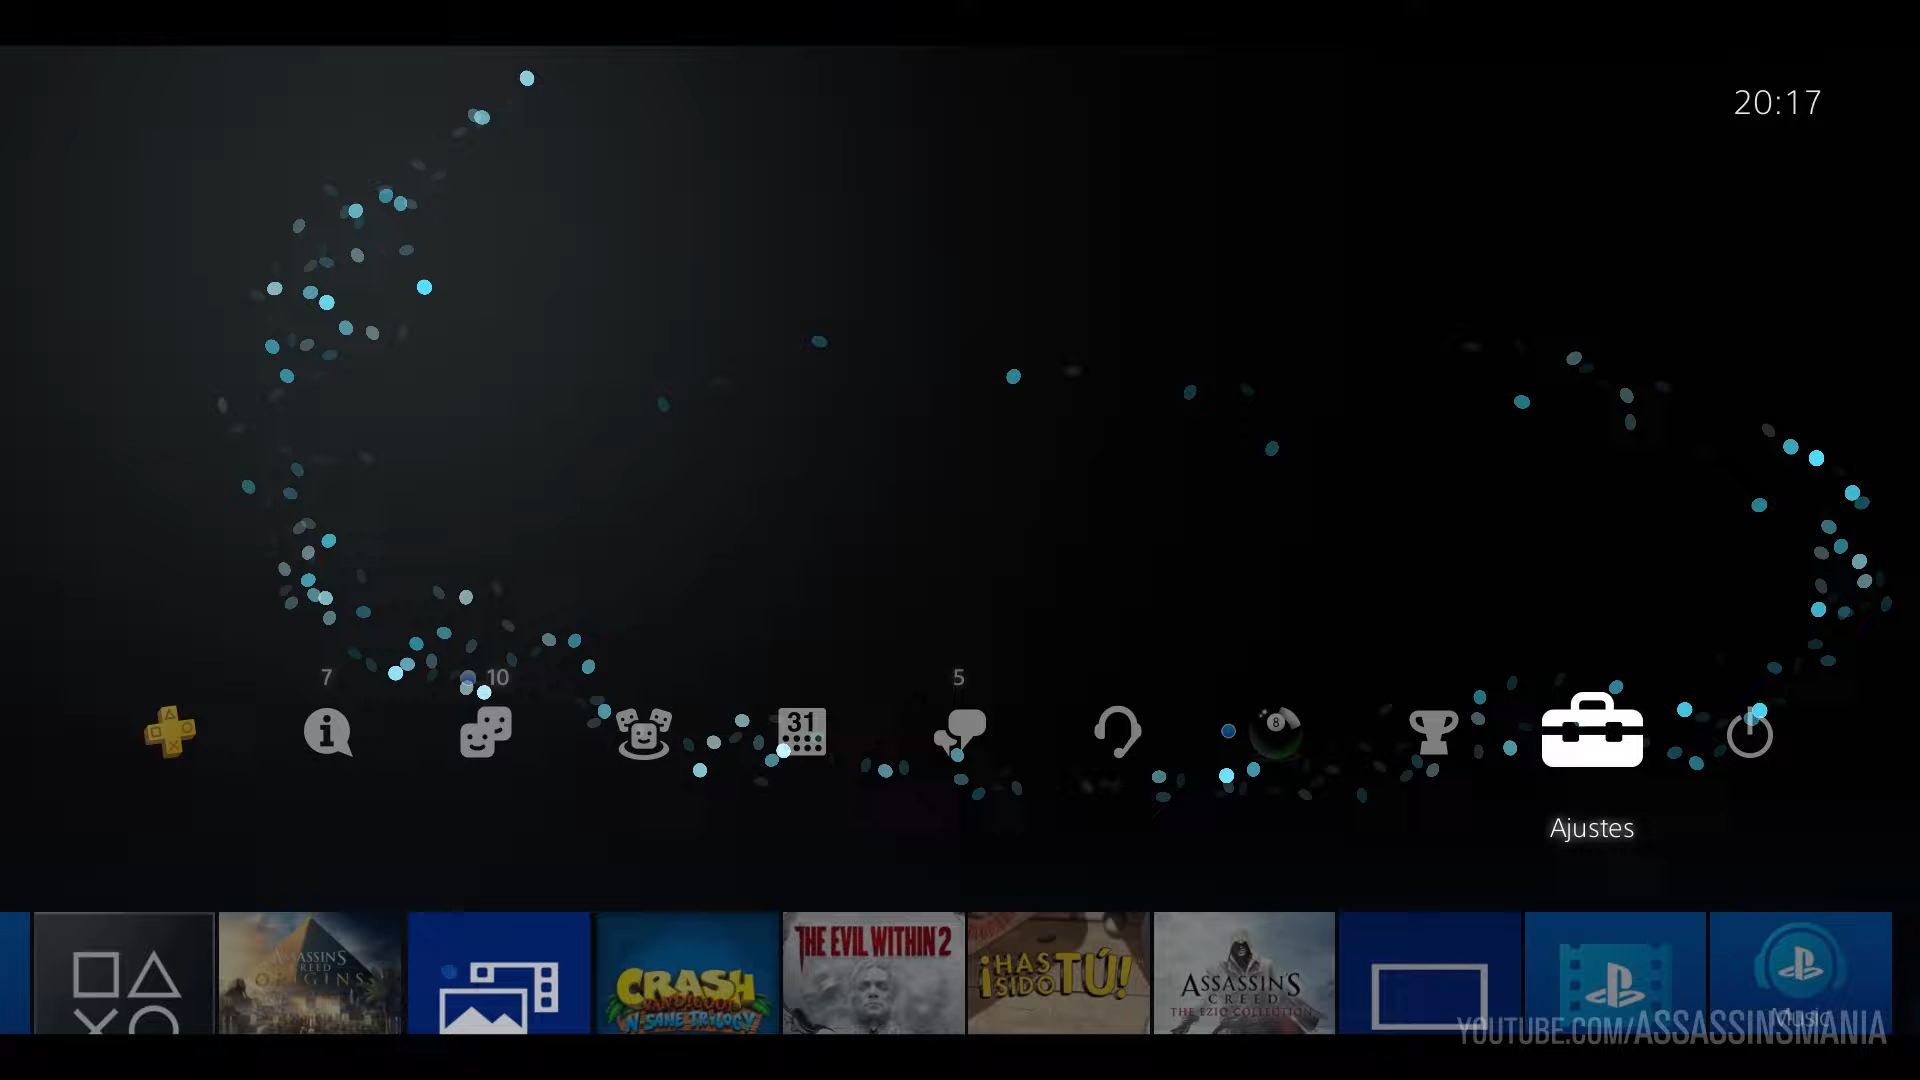 20:17
7
10
5
31
8
Ajustes
ASSASSINS
CREED
ORIGINS
CRASH
BANDICOOT
N·SANE TRILOGY
THE EVIL WITHIN 2
¡HAS
SIDO
TÚ!
ASSASSIN'S
CREED
THE EZIO COLLECTION
Music
YOUTUBE.COM/ASSASSINSMANIA